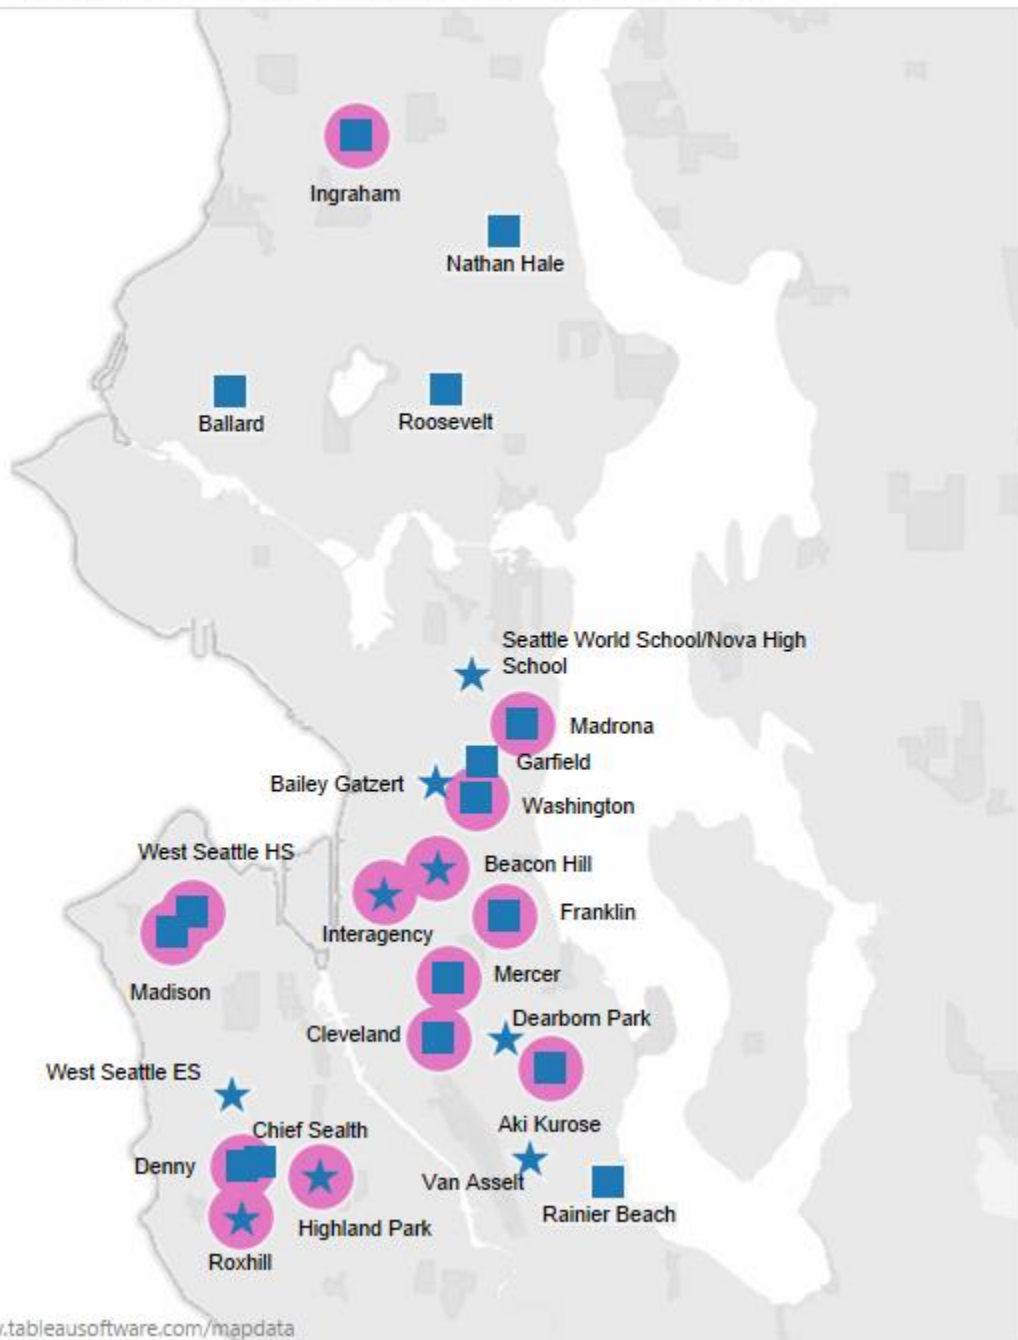 Ingraham
Nathan Hale
Ballard
Roosevelt
Seattle World School/Nova High
School
Madrona
Garfield
Bailey Gatzert
Washington
West Seattle HS
Beacon Hill
Franklin
Interagency
Mercer
Madison
Dearborn Park
Cleveland
West Seattle ES
Aki Kurose
Chief Sealth
Denny
Van Asselt
Rainier Beach
Highland Park
Roxhill
.tableausoftware.com/mapdata